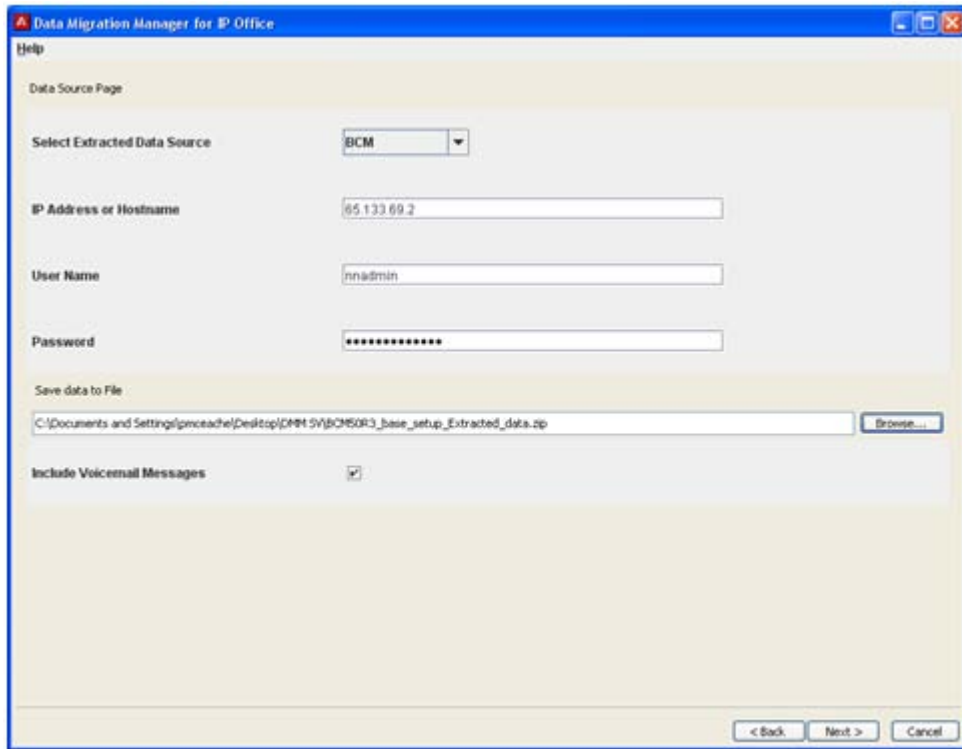 Data Migration Manager for IP Office
Help
Data Source Page
Select Extracted Data Source
BCM
IP Address or Hostname
65.133.69.2
User Name
nnadmin
Password
•••••••••••••
Save data to File
C:\Documents and Settings\pmceache\Desktop\DMM.SV\BCM50R3_base_setup_Extracted_data.zip
Browse...
Include Voicemail Messages
< Back
Next >
Cancel